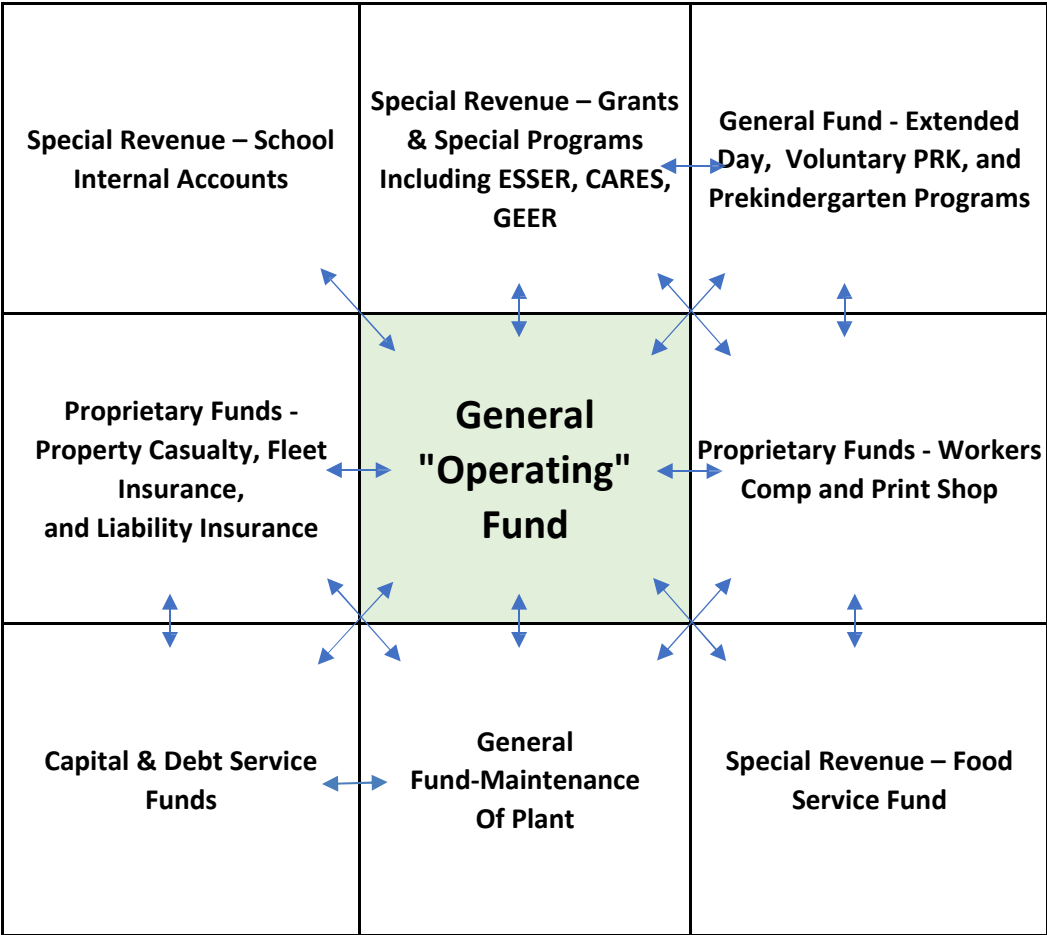 Special Revenue – School
Internal Accounts
Special Revenue – Grants
& Special Programs
Including ESSER, CARES,
GEER
General Fund - Extended
Day,  Voluntary PRK, and
Prekindergarten Programs
Proprietary Funds -
Property Casualty, Fleet
Insurance,
and Liability Insurance
General
"Operating"
Fund
Proprietary Funds - Workers
Comp and Print Shop
Capital & Debt Service
Funds
General
Fund-Maintenance
Of Plant
Special Revenue – Food
Service Fund